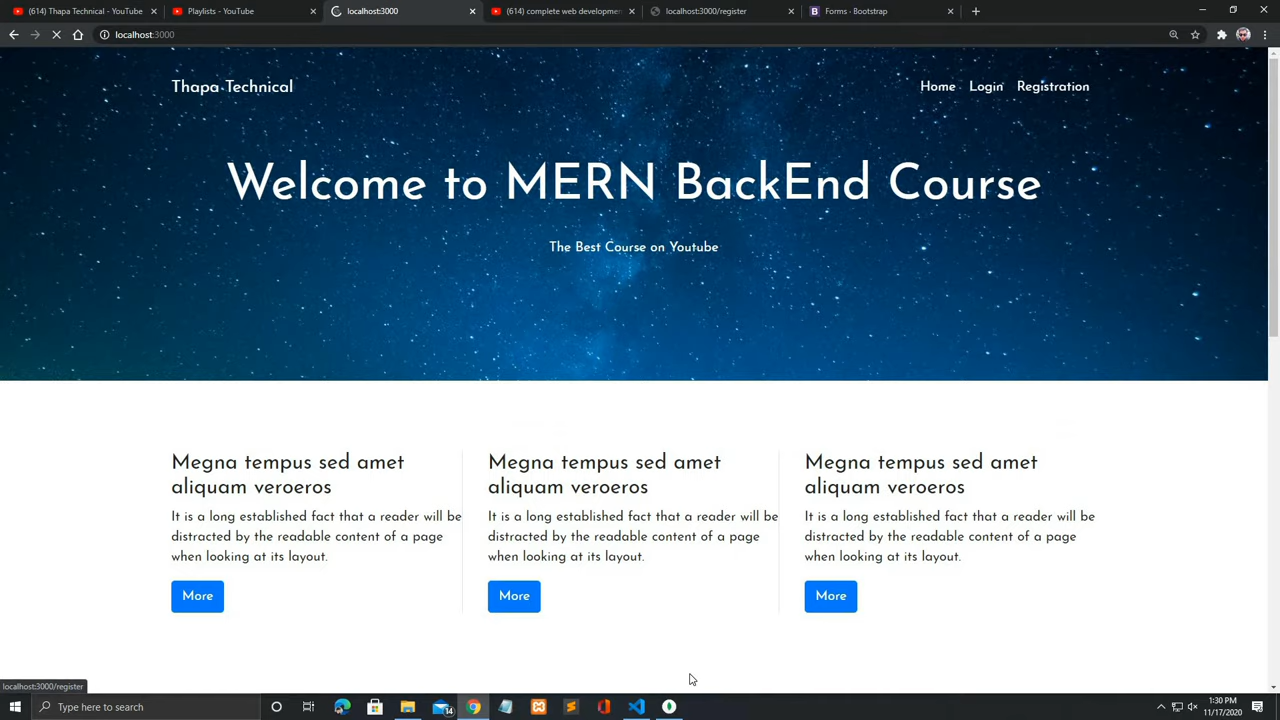 (614) Thapa Technical - YouTube
Playlists - YouTube
localhost:3000
(614) complete web developmen
localhost:3000/register
Forms · Bootstrap
localhost:3000
Thapa Technical
Home Login Registration
Welcome to MERN BackEnd Course
The Best Course on Youtube
Megna tempus sed amet
aliquam veroeros
It is a long established fact that a reader will be
distracted by the readable content of a page
when looking at its layout.
More
Megna tempus sed amet
aliquam veroeros
It is a long established fact that a reader will be
distracted by the readable content of a page
when looking at its layout.
More
Megna tempus sed amet
aliquam veroeros
It is a long established fact that a reader will be
distracted by the readable content of a page
when looking at its layout.
More
localhost:3000/register
Type here to search
14
1:30 PM
11/17/2020